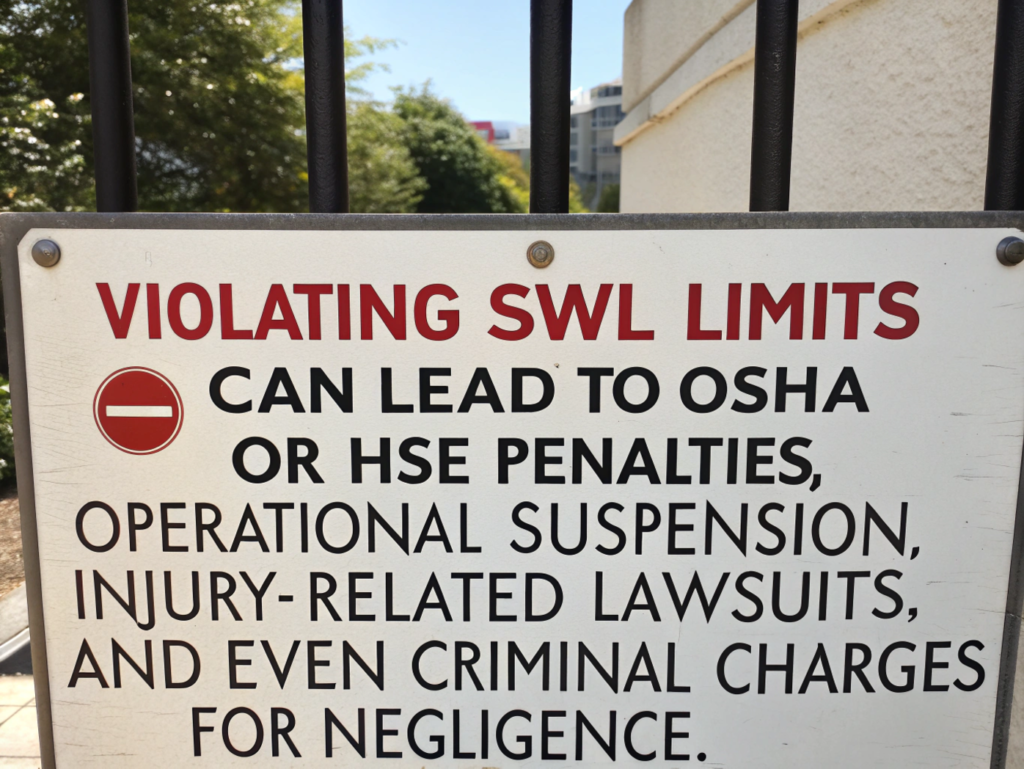 VIOLATING SWL LIMITS
CAN LEAD TO OSHA
OR HSE PENALTIES,
OPERATIONAL SUSPENSION,
INJURY-RELATED LAWSUITS,
AND EVEN CRIMINAL CHARGES
FOR NEGLIGENCE.